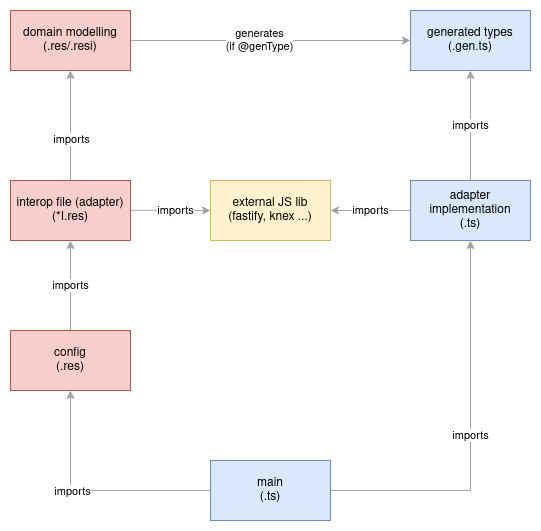 domain modelling
(.res/.resi)
generates
(if @genType)
generated types
(.gen.ts)
imports
imports
interop file (adapter)
(*I.res)
imports
external JS lib
(fastify, knex ...)
imports
adapter
implementation
(.ts)
imports
config
(.res)
imports
imports
main
(.ts)